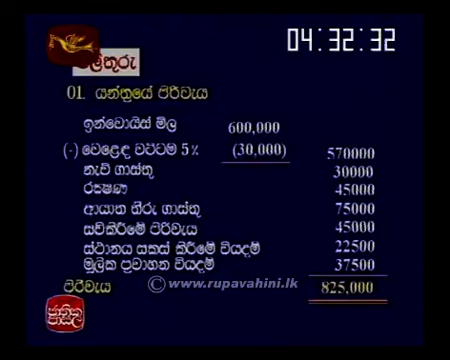 04:32:32
පිළිතුරු
01. යන්ත්‍රයේ පිරිවැය
ඉන්වොයිස් මිල 600,000
(-) වෙළෙඳ වට්ටම 5% (30,000) 570000
නැව් ගාස්තු 30000
රක්ෂණ 45000
ආයාත තීරු ගාස්තු 75000
සවිකිරීමේ පිරිවැය 45000
ස්ථානය සකස් කිරීමේ වියදම් 22500
මූලික ප්‍රවාහන වියදම් 37500
පිරිවැය 825,000
© www.rupavahini.lk
ජාතික
පාසල